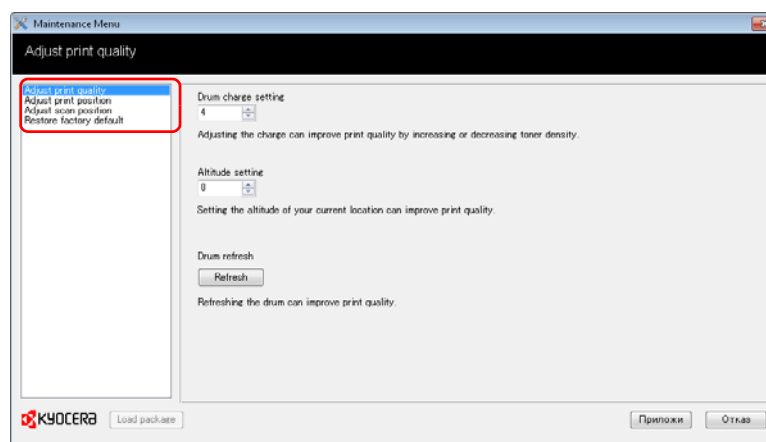 Maintenance Menu
Adjust print quality
Adjust print quality
Adjust print position
Adjust scan position
Restore factory default
Drum charge setting
4
Adjusting the charge can improve print quality by increasing or decreasing toner density.
Altitude setting
0
Setting the altitude of your current location can improve print quality.
Drum refresh
Refresh
Refreshing the drum can improve print quality.
KYOCERA Load package Приложи Отказ